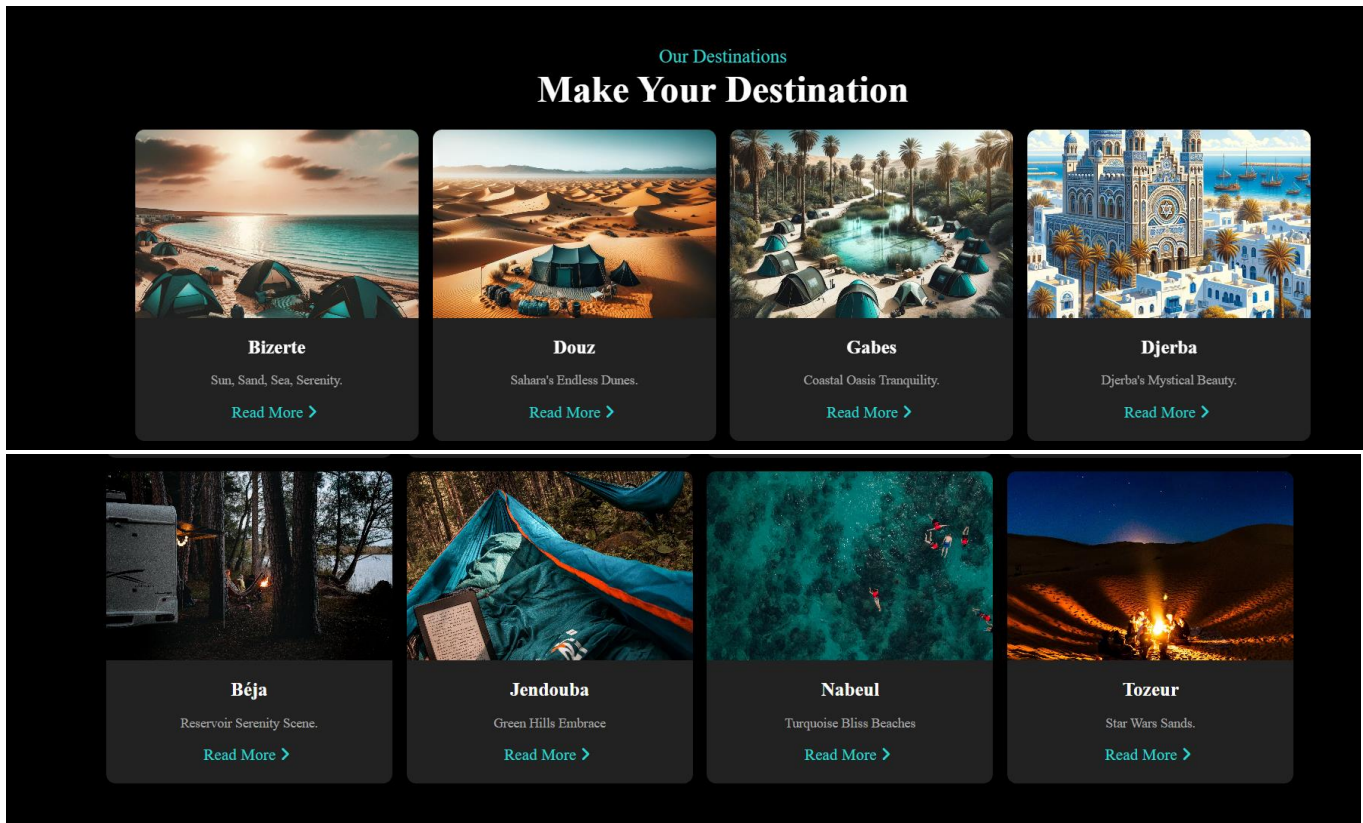 Our Destinations
Make Your Destination
Bizerte
Sun, Sand, Sea, Serenity.
Read More
Douz
Sahara's Endless Dunes.
Read More
Gabes
Coastal Oasis Tranquility.
Read More
Djerba
Djerba's Mystical Beauty.
Read More
Béja
Reservoir Serenity Scene.
Read More
Jendouba
Green Hills Embrace
Read More
Nabeul
Turquoise Bliss Beaches
Read More
Tozeur
Star Wars Sands.
Read More